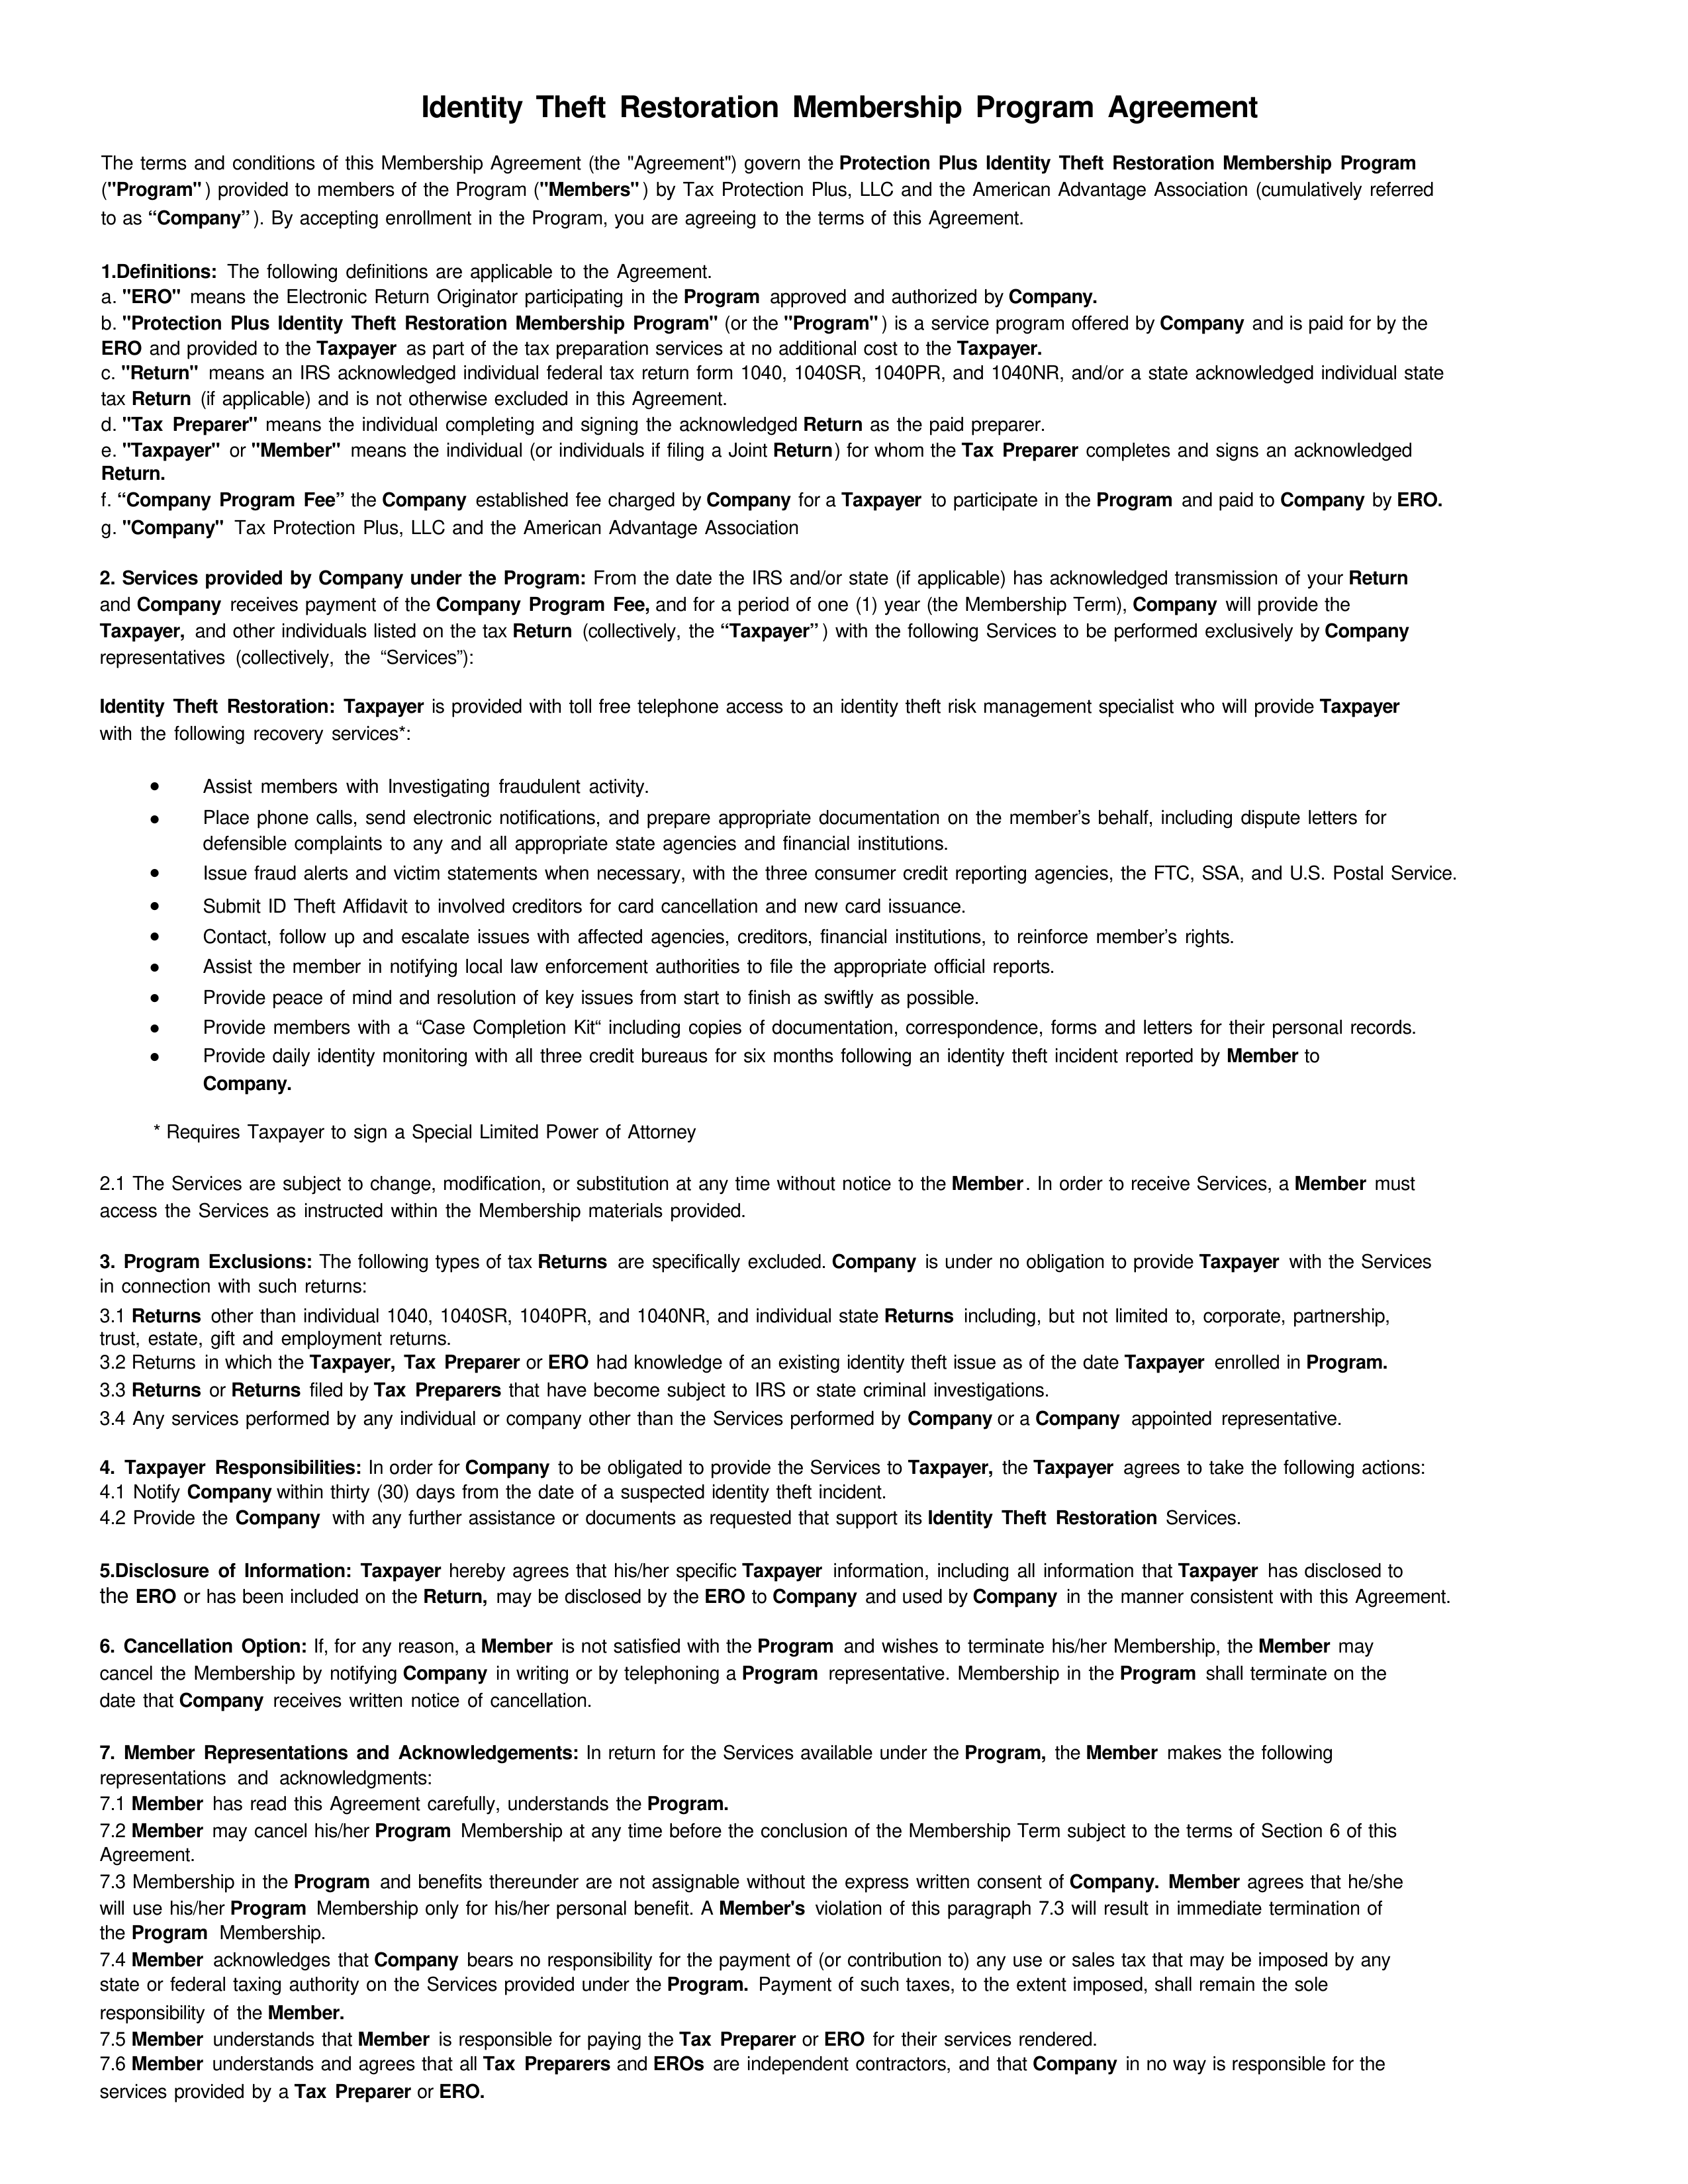 Identity Theft Restoration Membership Program Agreement
The terms and conditions of this Membership Agreement (the "Agreement") govern the Protection Plus Identity Theft Restoration Membership Program
("Program") provided to members of the Program ("Members") by Tax Protection Plus, LLC and the American Advantage Association (cumulatively referred
to as “Company”). By accepting enrollment in the Program, you are agreeing to the terms of this Agreement.
1.Definitions: The following definitions are applicable to the Agreement.
a. "ERO" means the Electronic Return Originator participating in the Program approved and authorized by Company.
b. "Protection Plus Identity Theft Restoration Membership Program" (or the "Program") is a service program offered by Company and is paid for by the
ERO and provided to the Taxpayer as part of the tax preparation services at no additional cost to the Taxpayer.
c. "Return" means an IRS acknowledged individual federal tax return form 1040, 1040SR, 1040PR, and 1040NR, and/or a state acknowledged individual state
tax Return (if applicable) and is not otherwise excluded in this Agreement.
d. "Tax Preparer" means the individual completing and signing the acknowledged Return as the paid preparer.
e. "Taxpayer" or "Member" means the individual (or individuals if filing a Joint Return) for whom the Tax Preparer completes and signs an acknowledged
Return.
f. “Company Program Fee” the Company established fee charged by Company for a Taxpayer to participate in the Program and paid to Company by ERO.
g. "Company" Tax Protection Plus, LLC and the American Advantage Association
2. Services provided by Company under the Program: From the date the IRS and/or state (if applicable) has acknowledged transmission of your Return
and Company receives payment of the Company Program Fee, and for a period of one (1) year (the Membership Term), Company will provide the
Taxpayer, and other individuals listed on the tax Return (collectively, the “Taxpayer”) with the following Services to be performed exclusively by Company
representatives (collectively, the “Services”):
Identity Theft Restoration: Taxpayer is provided with toll free telephone access to an identity theft risk management specialist who will provide Taxpayer
with the following recovery services*:
• Assist members with Investigating fraudulent activity.
• Place phone calls, send electronic notifications, and prepare appropriate documentation on the member’s behalf, including dispute letters for
defensible complaints to any and all appropriate state agencies and financial institutions.
• Issue fraud alerts and victim statements when necessary, with the three consumer credit reporting agencies, the FTC, SSA, and U.S. Postal Service.
• Submit ID Theft Affidavit to involved creditors for card cancellation and new card issuance.
• Contact, follow up and escalate issues with affected agencies, creditors, financial institutions, to reinforce member’s rights.
• Assist the member in notifying local law enforcement authorities to file the appropriate official reports.
• Provide peace of mind and resolution of key issues from start to finish as swiftly as possible.
• Provide members with a “Case Completion Kit“ including copies of documentation, correspondence, forms and letters for their personal records.
• Provide daily identity monitoring with all three credit bureaus for six months following an identity theft incident reported by Member to
Company.
* Requires Taxpayer to sign a Special Limited Power of Attorney
2.1 The Services are subject to change, modification, or substitution at any time without notice to the Member. In order to receive Services, a Member must
access the Services as instructed within the Membership materials provided.
3. Program Exclusions: The following types of tax Returns are specifically excluded. Company is under no obligation to provide Taxpayer with the Services
in connection with such returns:
3.1 Returns other than individual 1040, 1040SR, 1040PR, and 1040NR, and individual state Returns including, but not limited to, corporate, partnership,
trust, estate, gift and employment returns.
3.2 Returns in which the Taxpayer, Tax Preparer or ERO had knowledge of an existing identity theft issue as of the date Taxpayer enrolled in Program.
3.3 Returns or Returns filed by Tax Preparers that have become subject to IRS or state criminal investigations.
3.4 Any services performed by any individual or company other than the Services performed by Company or a Company appointed representative.
4. Taxpayer Responsibilities: In order for Company to be obligated to provide the Services to Taxpayer, the Taxpayer agrees to take the following actions:
4.1 Notify Company within thirty (30) days from the date of a suspected identity theft incident.
4.2 Provide the Company with any further assistance or documents as requested that support its Identity Theft Restoration Services.
5.Disclosure of Information: Taxpayer hereby agrees that his/her specific Taxpayer information, including all information that Taxpayer has disclosed to
the ERO or has been included on the Return, may be disclosed by the ERO to Company and used by Company in the manner consistent with this Agreement.
6. Cancellation Option: If, for any reason, a Member is not satisfied with the Program and wishes to terminate his/her Membership, the Member may
cancel the Membership by notifying Company in writing or by telephoning a Program representative. Membership in the Program shall terminate on the
date that Company receives written notice of cancellation.
7. Member Representations and Acknowledgements: In return for the Services available under the Program, the Member makes the following
representations and acknowledgments:
7.1 Member has read this Agreement carefully, understands the Program.
7.2 Member may cancel his/her Program Membership at any time before the conclusion of the Membership Term subject to the terms of Section 6 of this
Agreement.
7.3 Membership in the Program and benefits thereunder are not assignable without the express written consent of Company. Member agrees that he/she
will use his/her Program Membership only for his/her personal benefit. A Member's violation of this paragraph 7.3 will result in immediate termination of
the Program Membership.
7.4 Member acknowledges that Company bears no responsibility for the payment of (or contribution to) any use or sales tax that may be imposed by any
state or federal taxing authority on the Services provided under the Program. Payment of such taxes, to the extent imposed, shall remain the sole
responsibility of the Member.
7.5 Member understands that Member is responsible for paying the Tax Preparer or ERO for their services rendered.
7.6 Member understands and agrees that all Tax Preparers and EROs are independent contractors, and that Company in no way is responsible for the
services provided by a Tax Preparer or ERO.